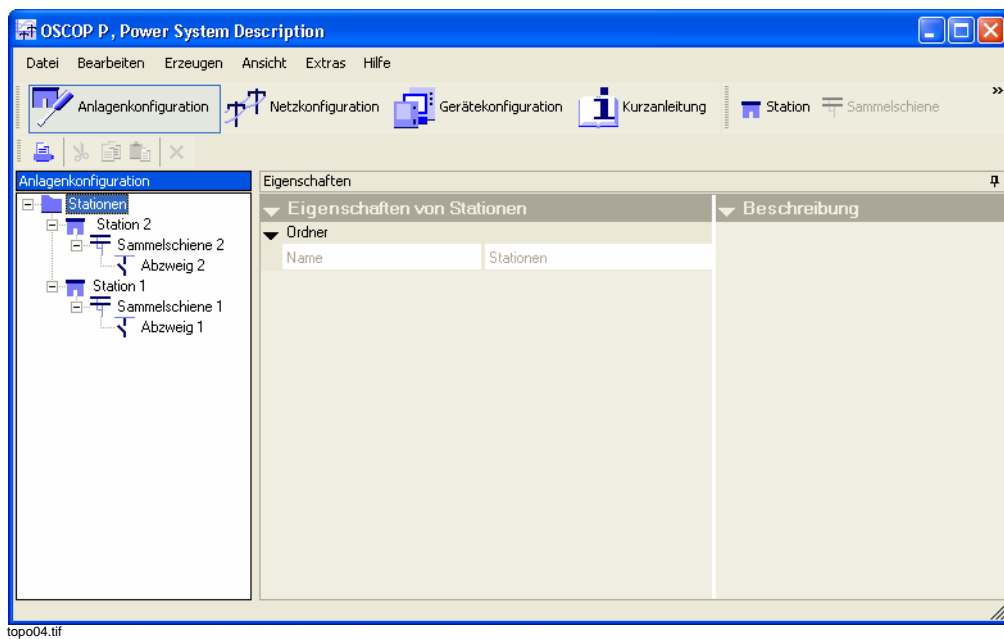 OSCOP P, Power System Description
Datei Bearbeiten Erzeugen Ansicht Extras Hilfe
Anlagenkonfiguration Netzkonfiguration Gerätekonfiguration Kurzanleitung Station Sammelschiene »
Anlagenkonfiguration
Stationen
Station 2
Sammelschiene 2
Abzweig 2
Station 1
Sammelschiene 1
Abzweig 1
Eigenschaften
Eigenschaften von Stationen
Ordner
Name Stationen
Beschreibung
topo04.tif